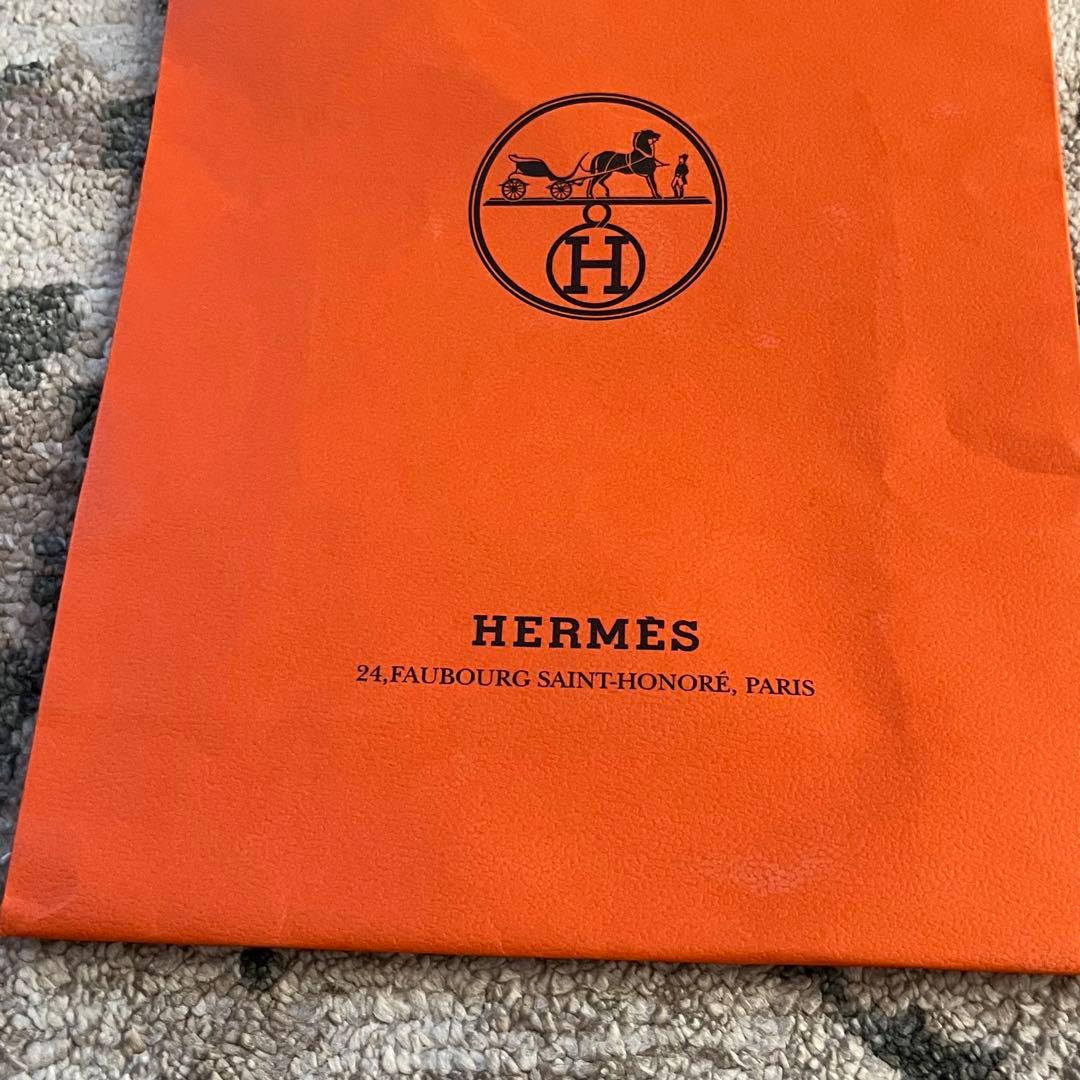 H
HERMÈS
24,FAUBOURG SAINT-HONORÉ, PARIS